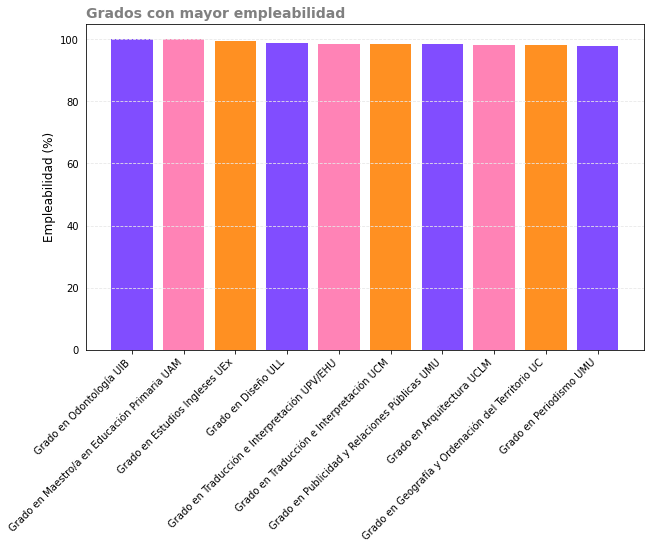 Grados con mayor empleabilidad
Empleabilidad (%)
100
80
60
40
20
0
Grado en Odontología UIB
Grado en Maestro/a en Educación Primaria UAM
Grado en Estudios Ingleses UEx
Grado en Diseño ULL
Grado en Traducción e Interpretación UPV/EHU
Grado en Traducción e Interpretación UCM
Grado en Publicidad y Relaciones Públicas UMU
Grado en Arquitectura UCLM
Grado en Geografía y Ordenación del Territorio UC
Grado en Periodismo UMU